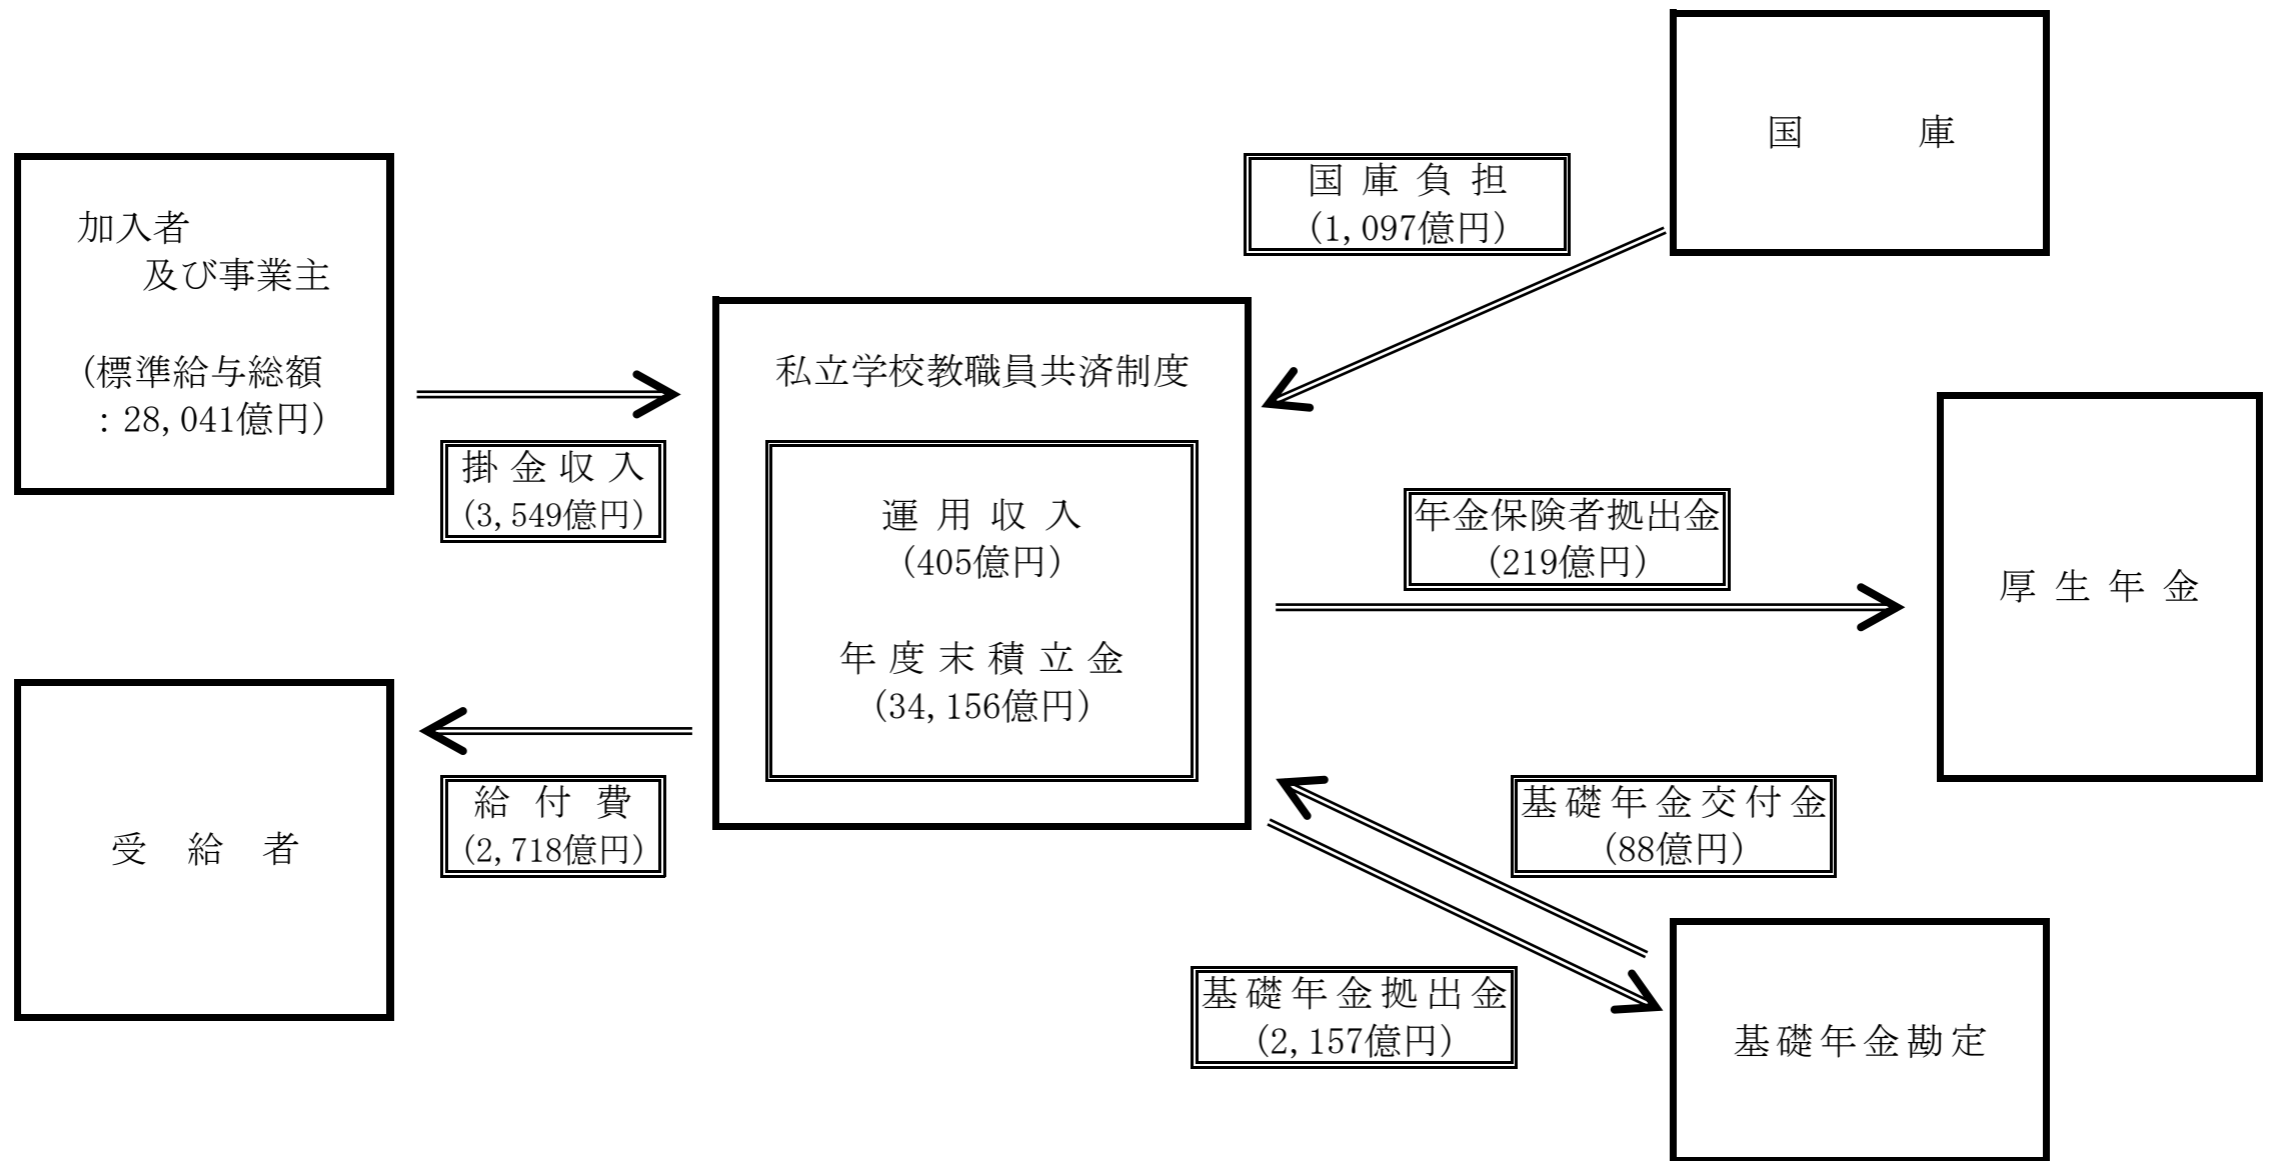 国庫
国庫負担
(1,097億円)
加入者
及び事業主
(標準給与総額
:28,041億円)
掛金収入
(3,549億円)
私立学校教職員共済制度
運用収入
(405億円)
年度末積立金
(34,156億円)
年金保険者拠出金
(219億円)
厚生年金
受給者
給付費
(2,718億円)
基礎年金交付金
(88億円)
基礎年金拠出金
(2,157億円)
基礎年金勘定